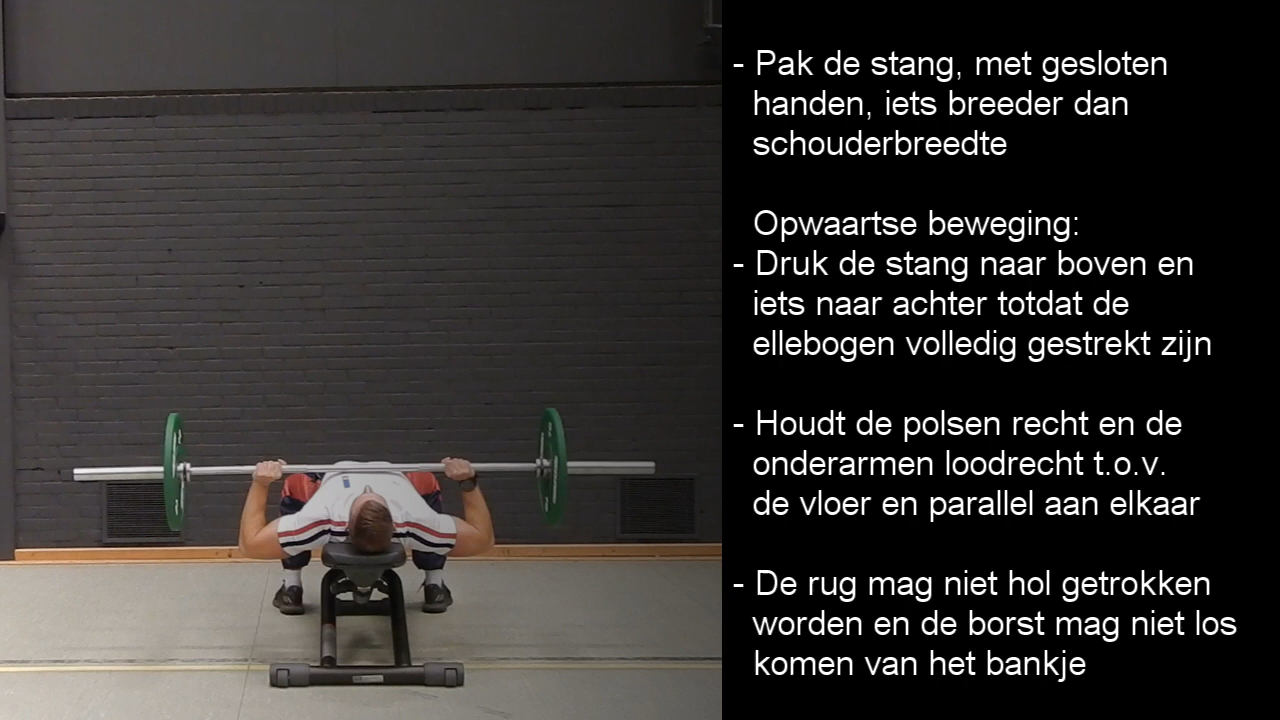 - Pak de stang, met gesloten
handen, iets breeder dan
schouderbreedte
Opwaartse beweging:
- Druk de stang naar boven en
iets naar achter totdat de
ellebogen volledig gestrekt zijn
- Houdt de polsen recht en de
onderarmen loodrecht t.o.v.
de vloer en parallel aan elkaar
- De rug mag niet hol getrokken
worden en de borst mag niet los
komen van het bankje